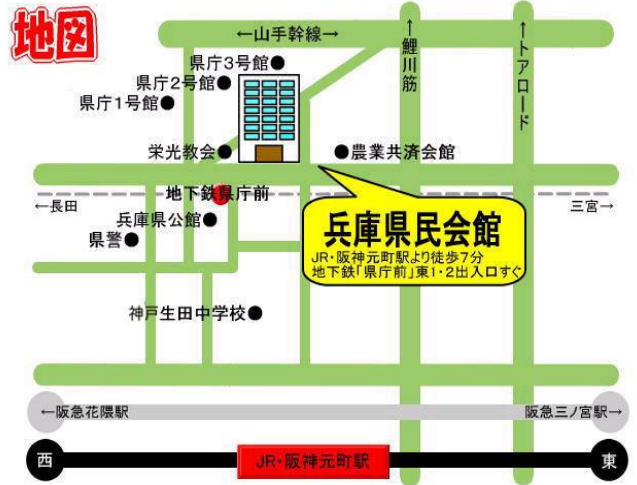 地図
←山手幹線→
↑鯉川筋
↑トアロード
県庁3号館●
県庁2号館●
県庁1号館●
栄光教会●
●農業共済会館
地下鉄県庁前
←長田
三宮→
兵庫県公館●
県警●
兵庫県民会館
JR・阪神元町駅より徒歩7分
地下鉄「県庁前」東1・2出入口すぐ
神戸生田中学校●
←阪急花隈駅
阪急三ノ宮駅→
西
JR・阪神元町駅
東